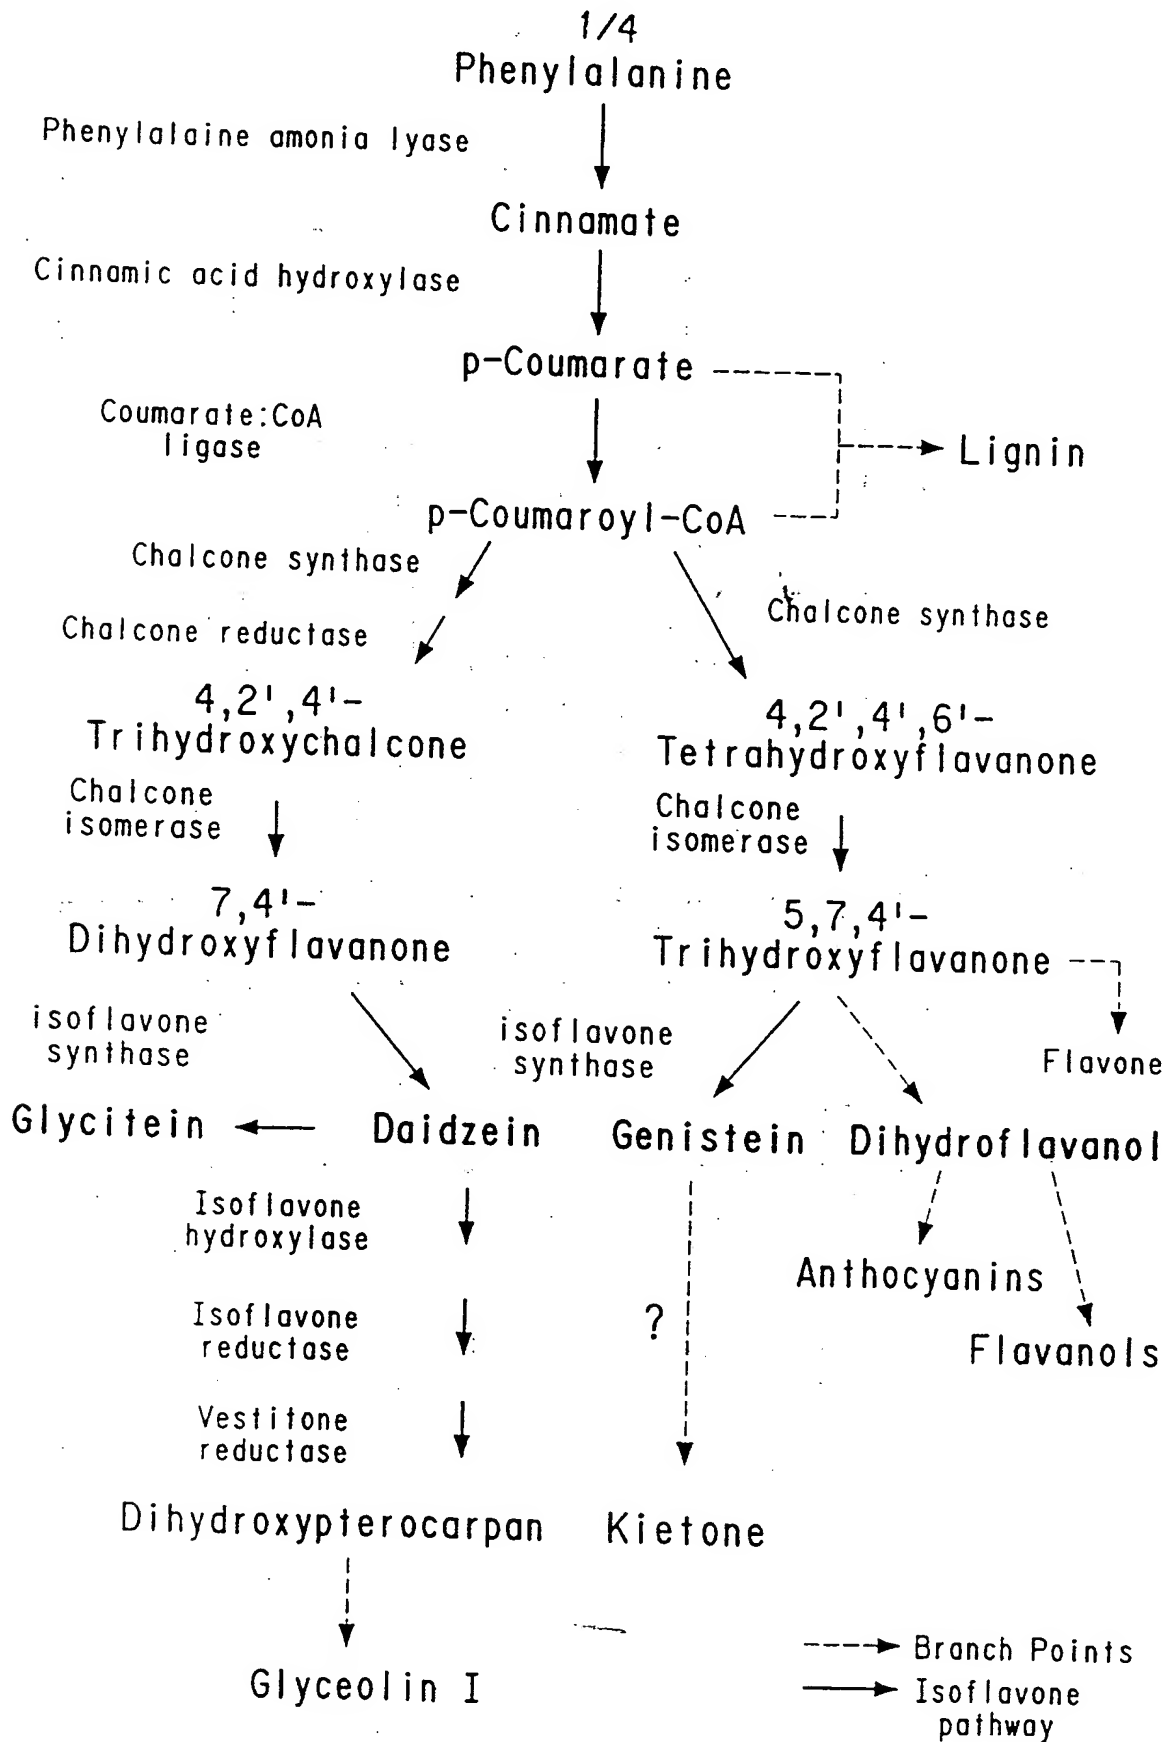 1/4
Phenylalanine
Phenylalaine amonia lyase
Cinnamate
Cinnamic acid hydroxylase
p-Coumarate
Coumarate:CoA
ligase
Lignin
p-Coumaroyl-CoA
Chalcone synthase
Chalcone synthase
Chalcone reductase
4,2',4'-
Trihydroxychalcone
4,2',4',6'-
Tetrahydroxyflavanone
Chalcone
isomerase
Chalcone
isomerase
7,4'-
Dihydroxyflavanone
5,7,4'-
Trihydroxyflavanone
isoflavone
synthase
isoflavone
synthase
Flavone
Glycitein
Daidzein
Genistein
Dihydroflavanol
Isoflavone
hydroxylase
Anthocyanins
Isoflavone
reductase
?
Flavanols
Vestitone
reductase
Dihydroxypterocarpan
Kietone
Glyceolin I
Branch Points
Isoflavone
pathway